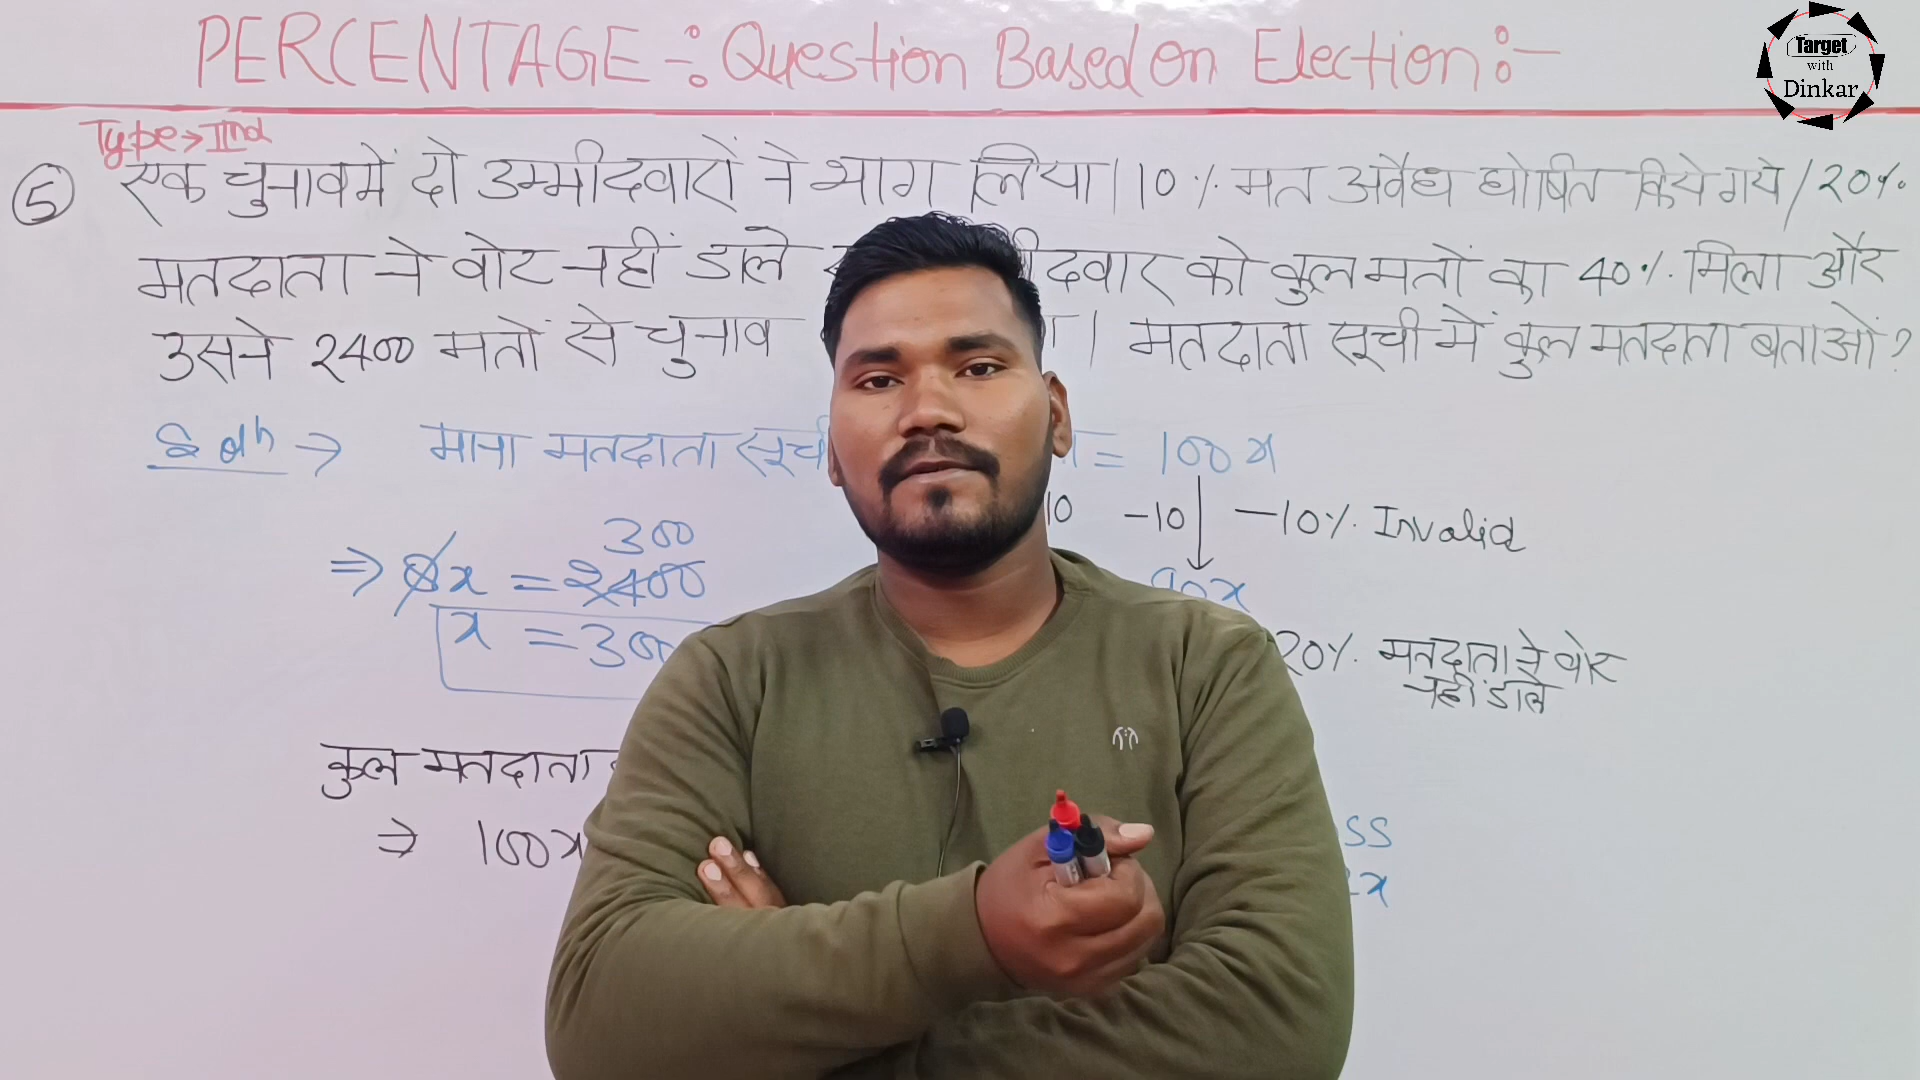 PERCENTAGE :- Question Based On Election :-
Target
with
Dinkar
Type → IInd
5 एक चुनाव में दो उम्मीदवारों ने भाग लिया | 10 % मत अवैध घोषित किये गये / 20%
मतदाता ने वोट नहीं डाले दवार को कुल मतों का 40 % मिला और
उसने 2400 मतों से चुनाव | मतदाता सूची में कुल मतदाता बताओं ?
Soln → माना मतदाता = 100x
10 -10 -10 % Invalid
300
⇒ 8x = 2400
90x
x = 300
20 % मतदाता ने वोट
नहीं डाले
कुल मतदाता
⇒ 100x